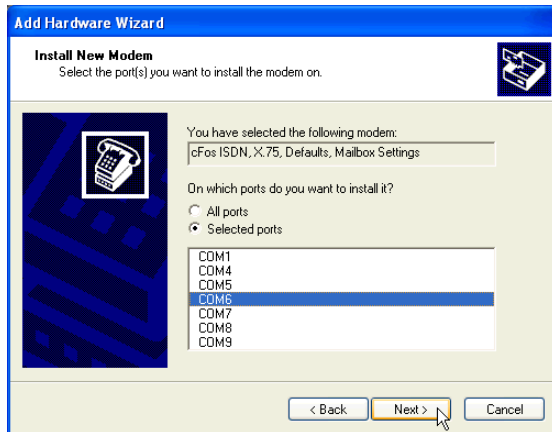 Add Hardware Wizard
Install New Modem
Select the port(s) you want to install the modem on.
You have selected the following modem:
cFos ISDN, X.75, Defaults, Mailbox Settings
On which ports do you want to install it?
All ports
Selected ports
COM1
COM4
COM5
COM6
COM7
COM8
COM9
< Back Next > Cancel